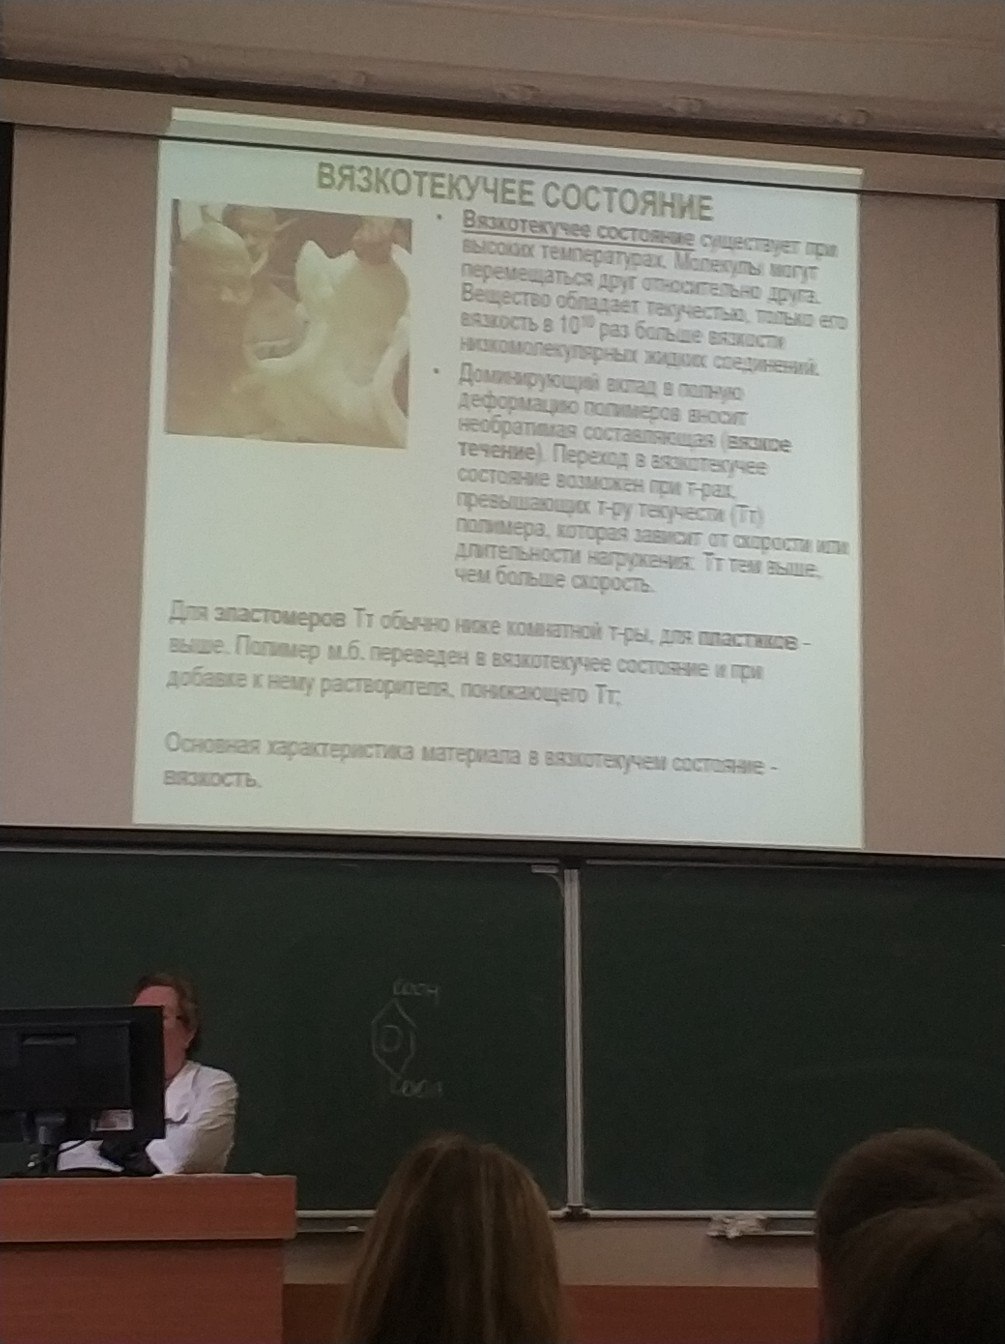 ВЯЗКОТЕКУЧЕЕ СОСТОЯНИЕ
• Вязкотекучее состояние существует при
высоких температурах. Молекулы могут
перемещаться друг относительно друга.
Вещество обладает текучестью, только его
вязкость в 10¹⁰ раз больше вязкости
низкомолекулярных жидких соединений.
• Доминирующий вклад в полную
деформацию полимеров вносит
необратимая составляющая (вязкое
течение). Переход в вязкотекучее
состояние возможен при т-рах,
превышающих т-ру текучести (Тт)
полимера, которая зависит от скорости или
длительности нагружения: Тт тем выше,
чем больше скорость.
Для эластомеров Тт обычно ниже комнатной т-ры, для пластиков -
выше. Полимер м.б. переведен в вязкотекучее состояние и при
добавке к нему растворителя, понижающего Тт;
Основная характеристика материала в вязкотекучем состояние -
вязкость.
COOH